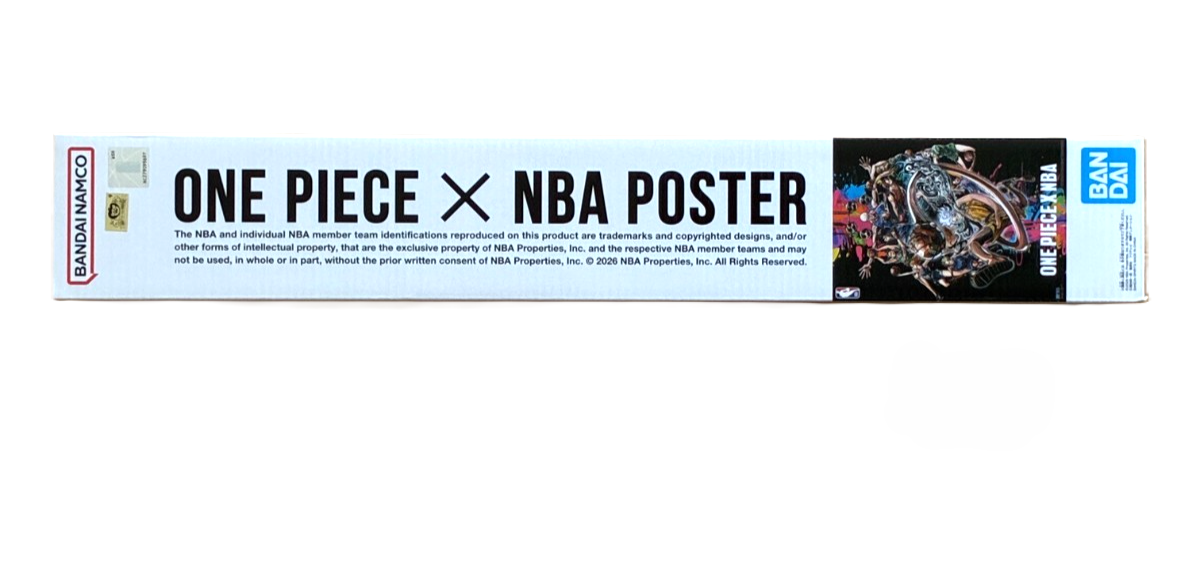 BANDAI NAMCO
ONE PIECE X NBA POSTER
The NBA and individual NBA member team identifications reproduced on this product are trademarks and copyrighted designs, and/or
other forms of intellectual property, that are the exclusive property of NBA Properties, Inc. and the respective NBA member teams and may
not be used, in whole or in part, without the prior written consent of NBA Properties, Inc. © 2026 NBA Properties, Inc. All Rights Reserved.
ONE PIECE X NBA
BAN
DAI